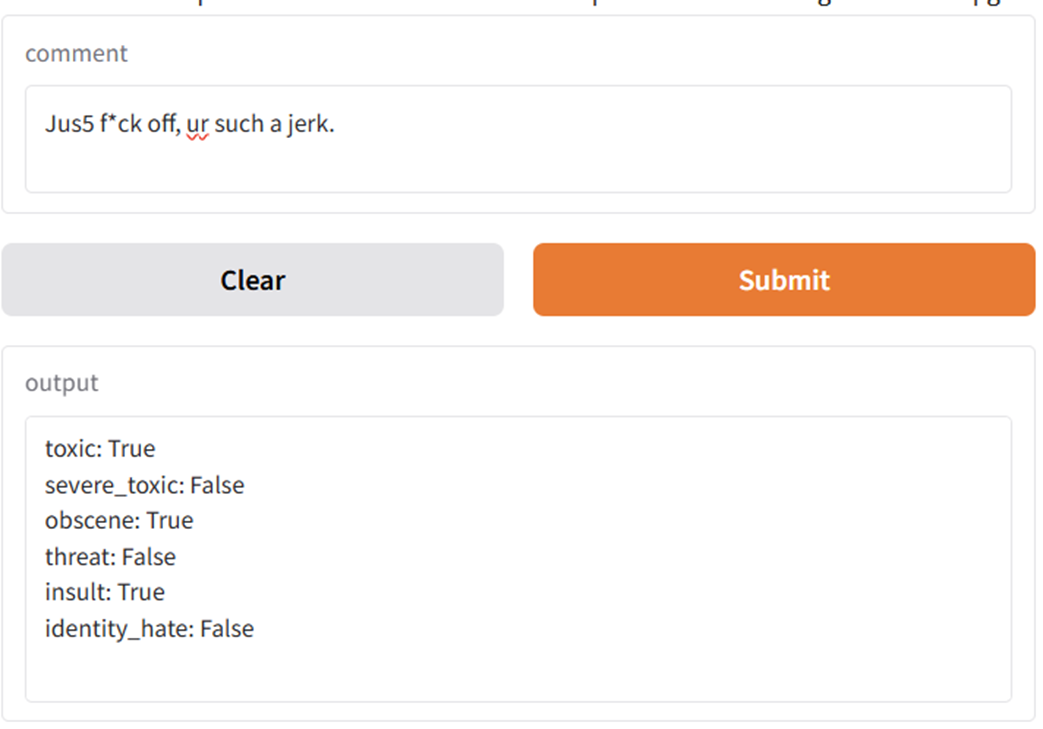 comment
Jus5 f*ck off, ur such a jerk.
Clear
Submit
output
toxic: True
severe_toxic: False
obscene: True
threat: False
insult: True
identity_hate: False